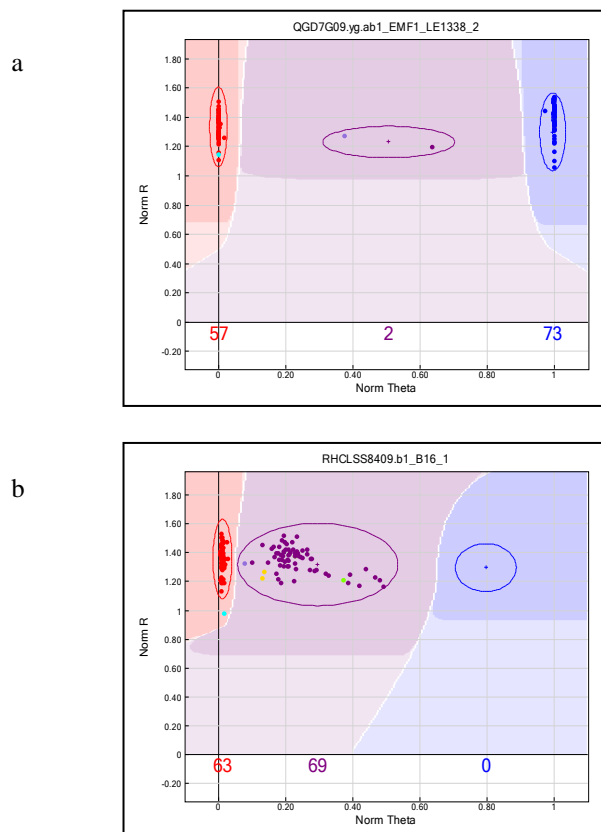 a
QGD7G09.yg.ab1_EMF1_LE1338_2
1.80
1.60
1.40
1.20
1
0.80
0.60
0.40
0.20
0
-0.20
Norm R
57
2
73
0 0.20 0.40 0.60 0.80 1
Norm Theta
b
RHCLSS8409.b1_B16_1
1.80
1.60
1.40
1.20
1
0.80
0.60
0.40
0.20
0
-0.20
Norm R
63
69
0
0 0.20 0.40 0.60 0.80 1
Norm Theta